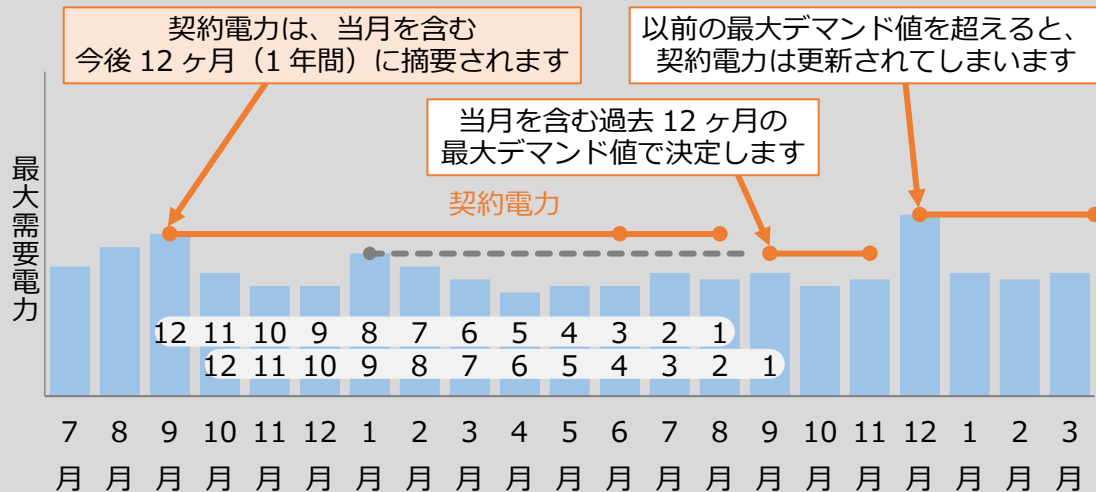 契約電力は、当月を含む
今後 12 ヶ月（1 年間）に摘要されます
以前の最大デマンド値を超えると、
契約電力は更新されてしまいます
当月を含む過去 12 ヶ月の
最大デマンド値で決定します
契約電力
最大需要電力
12 11 10 9 8 7 6 5 4 3 2 1
12 11 10 9 8 7 6 5 4 3 2 1
7 8 9 10 11 12 1 2 3 4 5 6 7 8 9 10 11 12 1 2 3
月 月 月 月 月 月 月 月 月 月 月 月 月 月 月 月 月 月 月 月 月